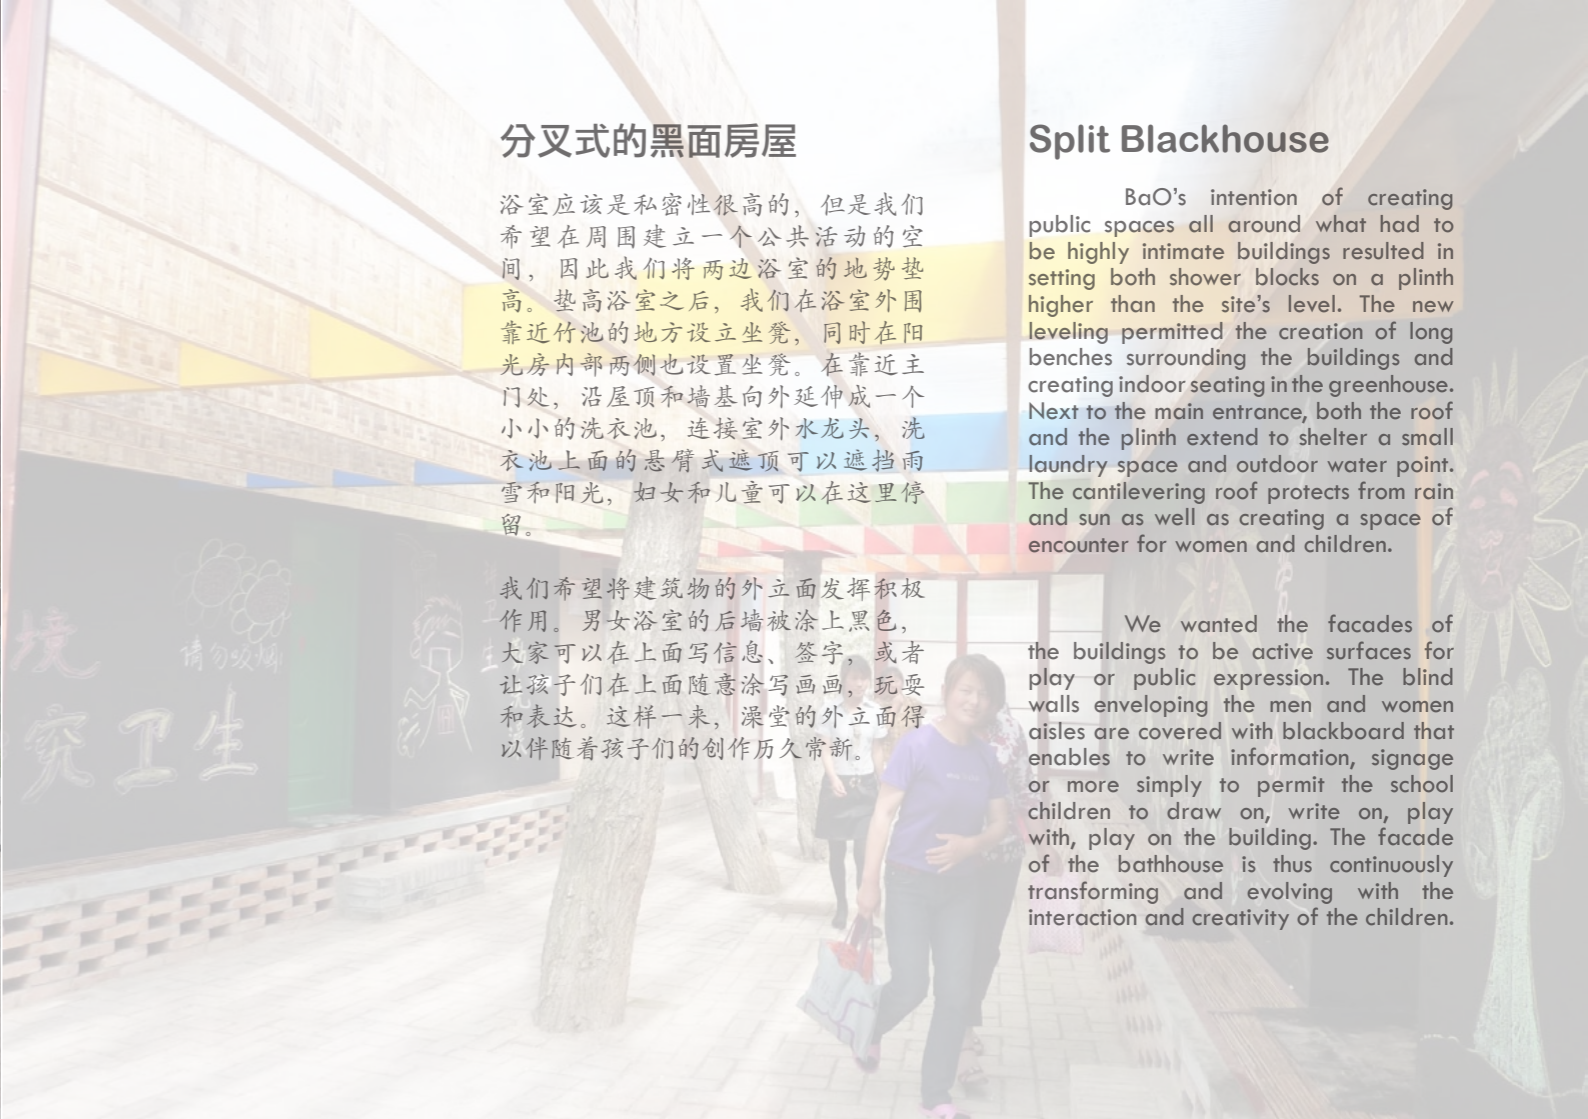 分叉式的黑面房屋
浴室应该是私密性很高的，但是我们
希望在周围建立一个公共活动的空
间，因此我们将两边浴室的地势垫
高。垫高浴室之后，我们在浴室外围
靠近竹池的地方设立坐凳，同时在阳
光房内部两侧也设置坐凳。在靠近主
门处，沿屋顶和墙基向外延伸成一个
小小的洗衣池，连接室外水龙头，洗
衣池上面的悬臂式遮顶可以遮挡雨
雪和阳光，妇女和儿童可以在这里停
留。
我们希望将建筑物的外立面发挥积极
作用。男女浴室的后墙被涂上黑色，
大家可以在上面写信息、签字，或者
让孩子们在上面随意涂写画画，玩耍
和表达。这样一来，澡堂的外立面得
以伴随着孩子们的创作历久常新。
Split Blackhouse
BaO’s intention of creating
public spaces all around what had to
be highly intimate buildings resulted in
setting both shower blocks on a plinth
higher than the site’s level. The new
leveling permitted the creation of long
benches surrounding the buildings and
creating indoor seating in the greenhouse.
Next to the main entrance, both the roof
and the plinth extend to shelter a small
laundry space and outdoor water point.
The cantilevering roof protects from rain
and sun as well as creating a space of
encounter for women and children.
We wanted the facades of
the buildings to be active surfaces for
play or public expression. The blind
walls enveloping the men and women
aisles are covered with blackboard that
enables to write information, signage
or more simply to permit the school
children to draw on, write on, play
with, play on the building. The facade
of the bathhouse is thus continuously
transforming and evolving with the
interaction and creativity of the children.
境
请勿吸烟
卫生